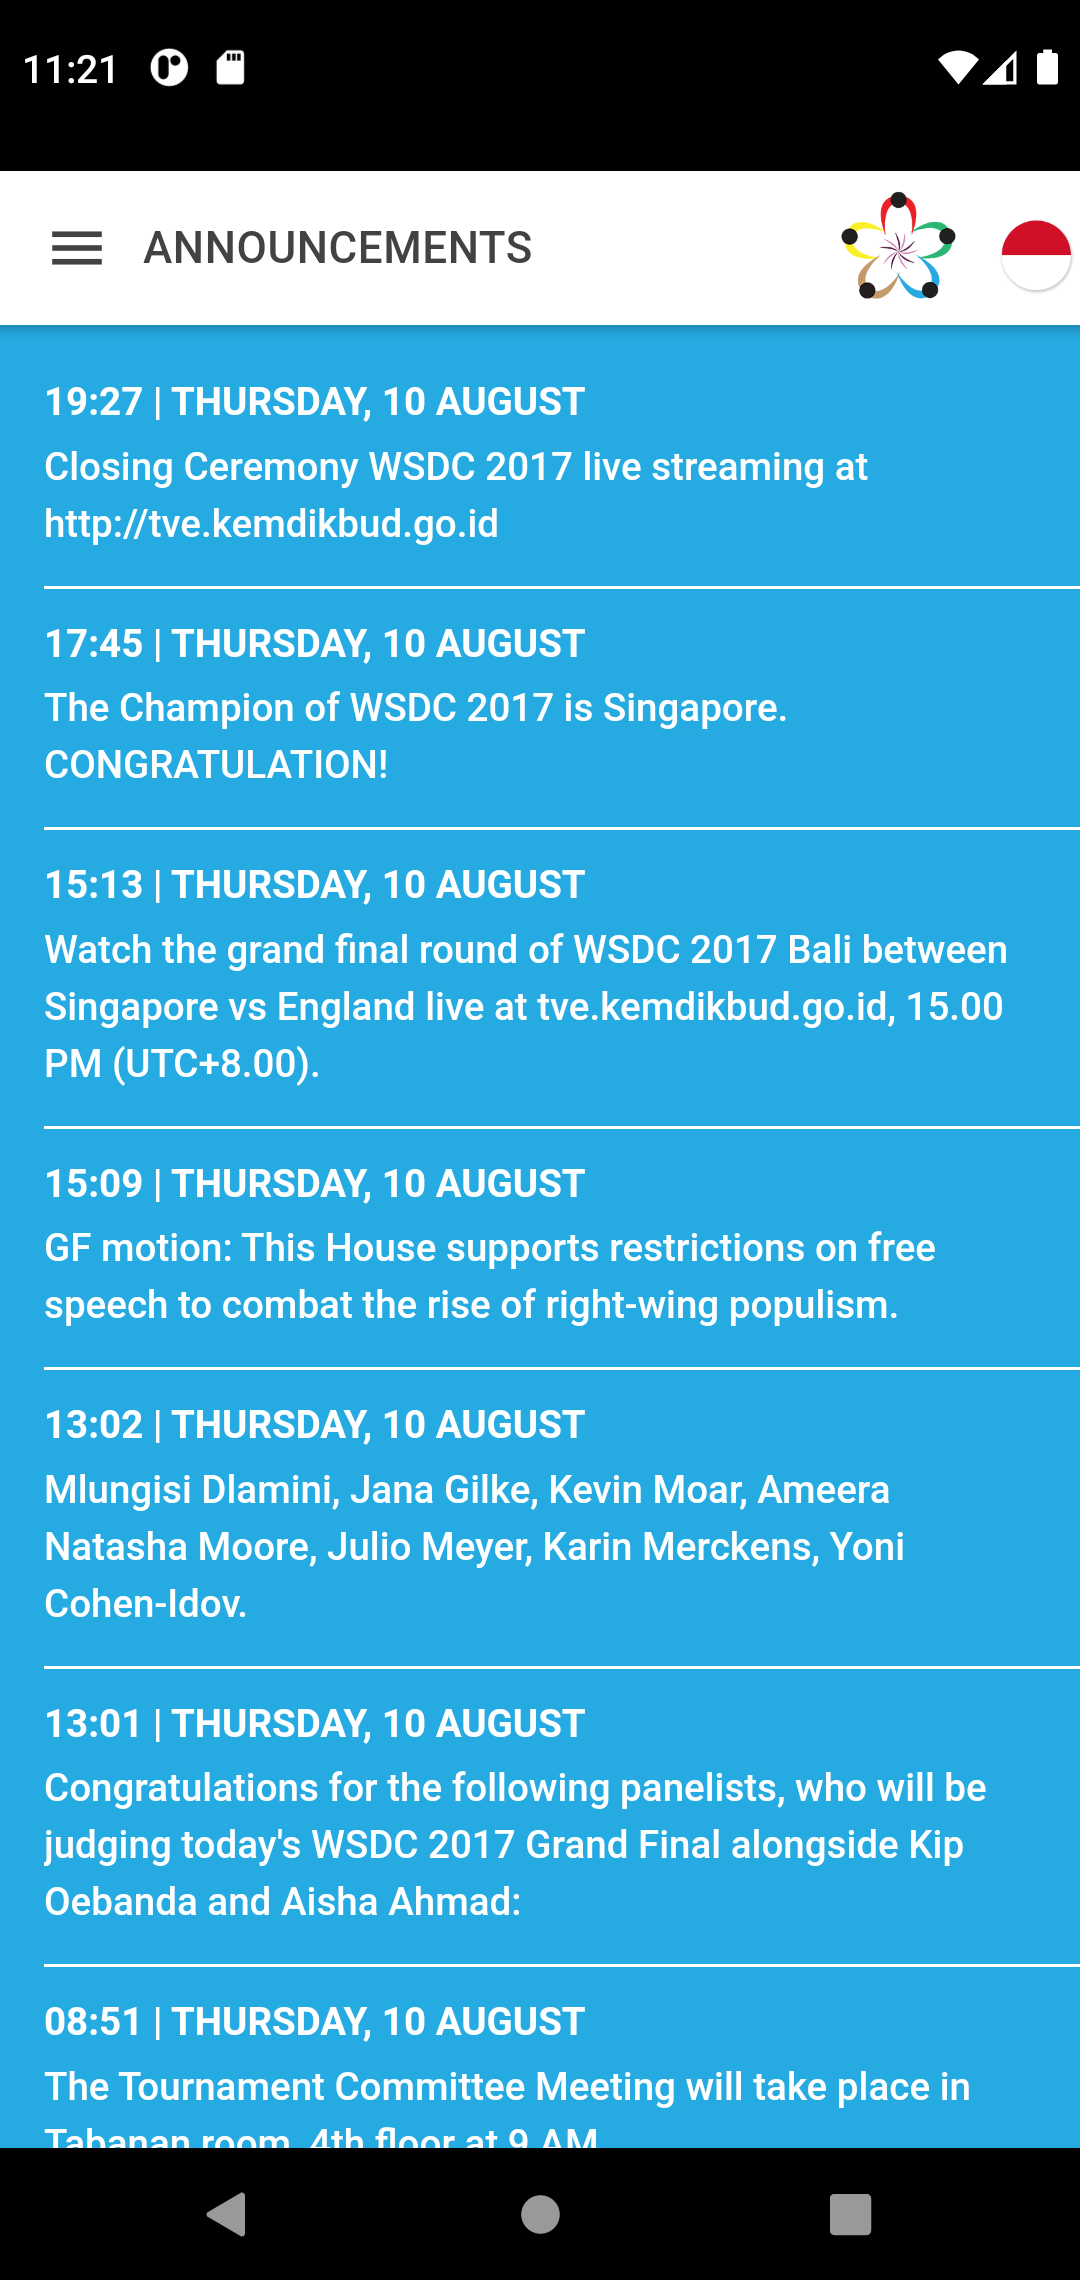 11:21
ANNOUNCEMENTS
19:27 | THURSDAY, 10 AUGUST
Closing Ceremony WSDC 2017 live streaming at
http://tve.kemdikbud.go.id
17:45 | THURSDAY, 10 AUGUST
The Champion of WSDC 2017 is Singapore.
CONGRATULATION!
15:13 | THURSDAY, 10 AUGUST
Watch the grand final round of WSDC 2017 Bali between
Singapore vs England live at tve.kemdikbud.go.id, 15.00
PM (UTC+8.00).
15:09 | THURSDAY, 10 AUGUST
GF motion: This House supports restrictions on free
speech to combat the rise of right-wing populism.
13:02 | THURSDAY, 10 AUGUST
Mlungisi Dlamini, Jana Gilke, Kevin Moar, Ameera
Natasha Moore, Julio Meyer, Karin Merckens, Yoni
Cohen-Idov.
13:01 | THURSDAY, 10 AUGUST
Congratulations for the following panelists, who will be
judging today's WSDC 2017 Grand Final alongside Kip
Oebanda and Aisha Ahmad:
08:51 | THURSDAY, 10 AUGUST
The Tournament Committee Meeting will take place in
Tabanan room, 4th floor at 9 AM